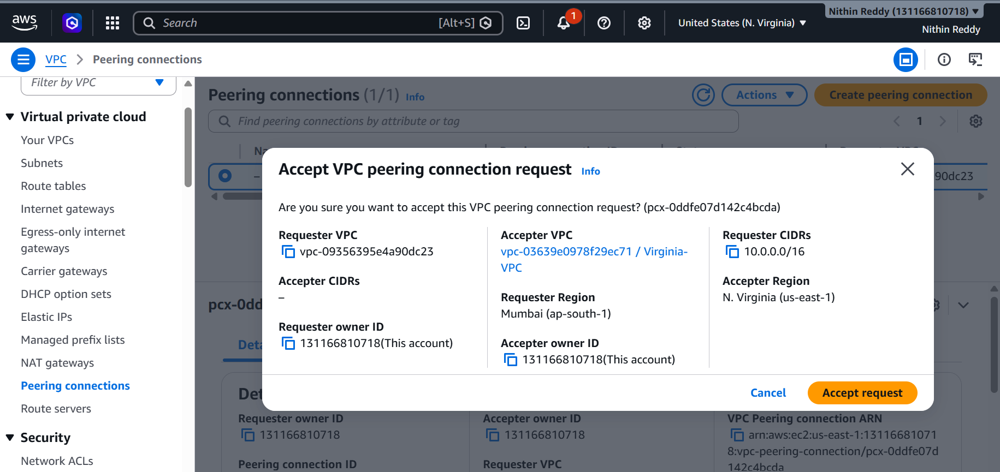 aws
Search
[Alt+S]
1
United States (N. Virginia)
Nithin Reddy (131166810718)
Nithin Reddy
VPC
Peering connections
Filter by VPC
Virtual private cloud
Your VPCs
Subnets
Route tables
Internet gateways
Egress-only internet
gateways
Carrier gateways
DHCP option sets
Elastic IPs
Managed prefix lists
NAT gateways
Peering connections
Route servers
Security
Network ACLs
Peering connections (1/1) Info
Actions
Create peering connection
Find peering connections by attribute or tag
1
–
90dc23
Accept VPC peering connection request Info
Are you sure you want to accept this VPC peering connection request? (pcx-0ddfe07d142c4bcda)
Requester VPC
vpc-09356395e4a90dc23
Accepter CIDRs
–
Requester owner ID
131166810718(This account)
Accepter VPC
vpc-03639e0978f29ec71 / Virginia-
VPC
Requester Region
Mumbai (ap-south-1)
Accepter owner ID
131166810718(This account)
Requester CIDRs
10.0.0.0/16
Accepter Region
N. Virginia (us-east-1)
Cancel
Accept request
pcx-0dd
Deta
Det
Requester owner ID
131166810718
Peering connection ID
Accepter owner ID
131166810718
Requester VPC
VPC Peering connection ARN
arn:aws:ec2:us-east-1:13116681071
8:vpc-peering-connection/pcx-0ddfe07d
142c4bcda